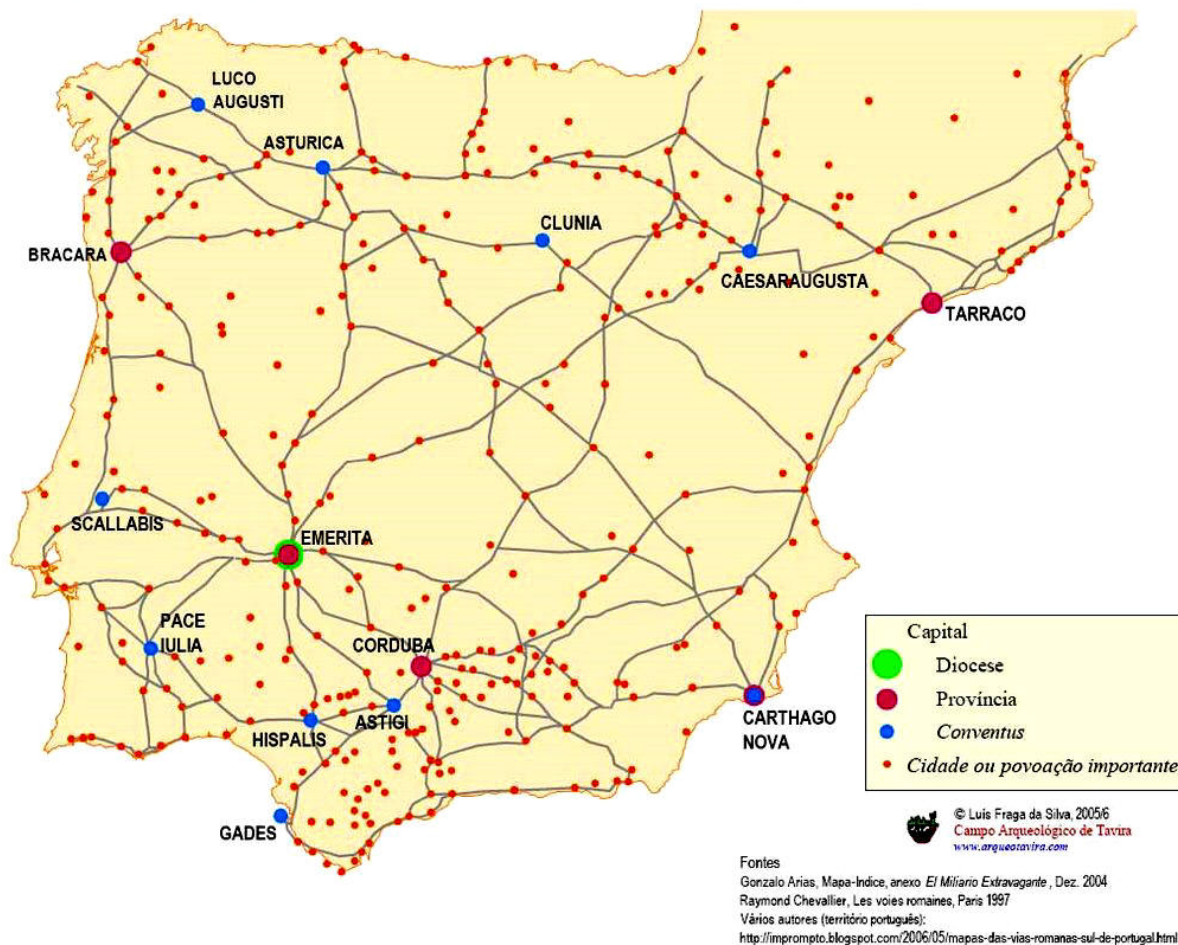 LUCO
AUGUSTI
ASTURICA
CLUNIA
BRACARA
CAESARAUGUSTA
TARRACO
SCALLABIS
EMERITA
PACE
IULIA
CORDUBA
ASTIGI
HISPALIS
GADES
CARTHAGO
NOVA
Capital
Diocese
Província
Conventus
Cidade ou povoação importante
© Luís Fraga da Silva, 2005/6
Campo Arqueológico de Tavira
www.arqueotavira.com
Fontes
Gonzalo Arias, Mapa-Indice, anexo El Miliario Extravagante , Dez. 2004
Raymond Chevallier, Les voies romaines, Paris 1997
Vários autores (território português):
http://imprompto.blogspot.com/2006/05/mapas-das-vias-romanas-sul-de-portugal.html